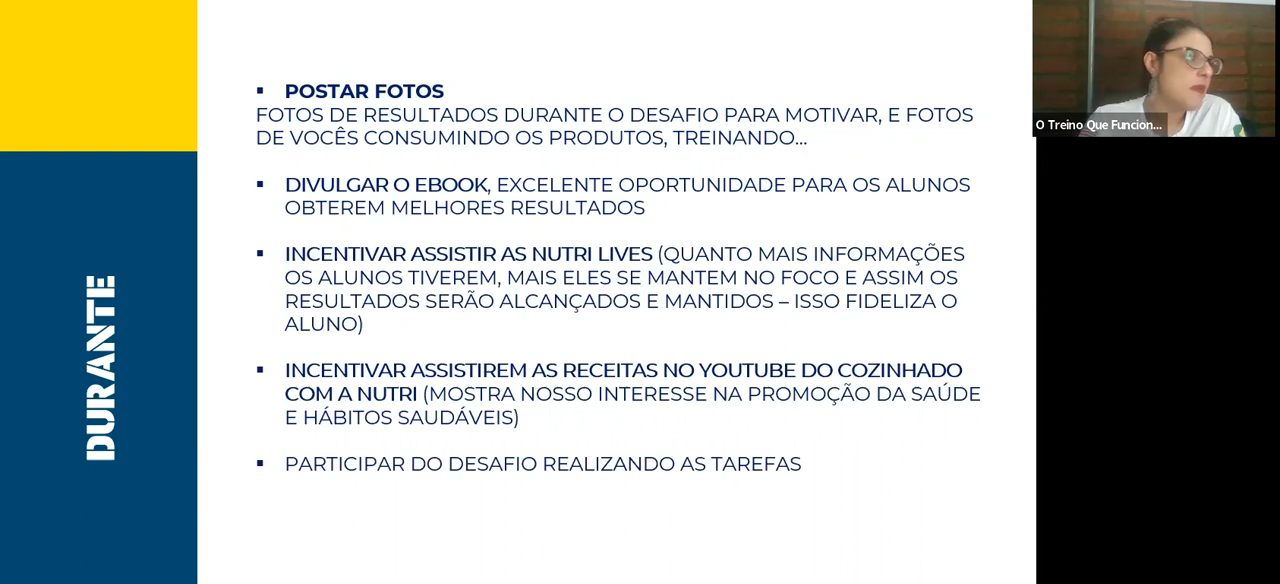 ▪ POSTAR FOTOS
FOTOS DE RESULTADOS DURANTE O DESAFIO PARA MOTIVAR, E FOTOS
DE VOCÊS CONSUMINDO OS PRODUTOS, TREINANDO...
▪ DIVULGAR O EBOOK, EXCELENTE OPORTUNIDADE PARA OS ALUNOS
OBTEREM MELHORES RESULTADOS
▪ INCENTIVAR ASSISTIR AS NUTRI LIVES (QUANTO MAIS INFORMAÇÕES
OS ALUNOS TIVEREM, MAIS ELES SE MANTEM NO FOCO E ASSIM OS
RESULTADOS SERÃO ALCANÇADOS E MANTIDOS – ISSO FIDELIZA O
ALUNO)
▪ INCENTIVAR ASSISTIREM AS RECEITAS NO YOUTUBE DO COZINHADO
COM A NUTRI (MOSTRA NOSSO INTERESSE NA PROMOÇÃO DA SAÚDE
E HÁBITOS SAUDÁVEIS)
▪ PARTICIPAR DO DESAFIO REALIZANDO AS TAREFAS
DURANTE
O Treino Que Funcion...